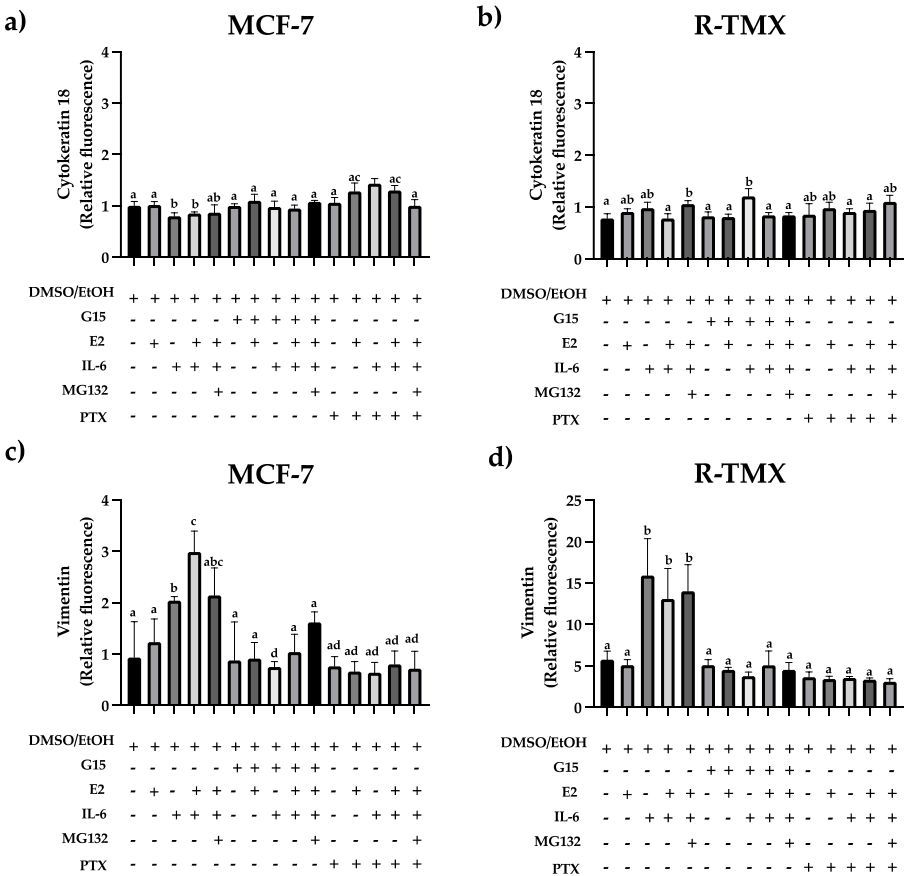 a)
MCF-7
Cytokeratin 18
(Relative fluorescence)
4
3
2
1
0
a a b b ab a a a a a a ac a ac a
DMSO/EtOH + + + + + + + + + + + + + + +
G15 - - - - - + + + + + - - - - -
E2 - + - + + - + - + + - + - + +
IL-6 - - + + + - - + + + - - + + +
MG132 - - - - + - - - - + - - - - +
PTX - - - - - - - - - - + + + + +
b)
R-TMX
Cytokeratin 18
(Relative fluorescence)
4
3
2
1
0
a ab ab a b a a b a a ab ab a a ab
DMSO/EtOH + + + + + + + + + + + + + + +
G15 - - - - - + + + + + - - - - -
E2 - + - + + - + - + + - + - + +
IL-6 - - + + + - - + + + - - + + +
MG132 - - - - + - - - - + - - - - +
PTX - - - - - - - - - - + + + + +
c)
MCF-7
Vimentin
(Relative fluorescence)
4
3
2
1
0
a a b c abc a a d a a ad ad ad ad ad
DMSO/EtOH + + + + + + + + + + + + + + +
G15 - - - - - + + + + + - - - - -
E2 - + - + + - + - + + - + - + +
IL-6 - - + + + - - + + + - - + + +
MG132 - - - - + - - - - + - - - - +
PTX - - - - - - - - - - + + + + +
d)
R-TMX
Vimentin
(Relative fluorescence)
25
20
15
10
5
0
a a b b b a a a a a a a a a a
DMSO/EtOH + + + + + + + + + + + + + + +
G15 - - - - - + + + + + - - - - -
E2 - + - + + - + - + + - + - + +
IL-6 - - + + + - - + + + - - + + +
MG132 - - - - + - - - - + - - - - +
PTX - - - - - - - - - - + + + + +